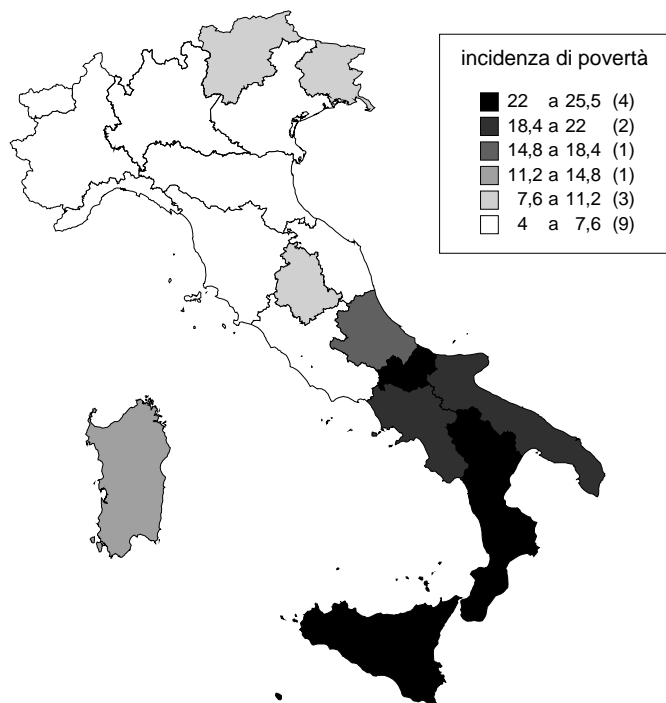 incidenza di povertà
22 a 25,5 (4)
18,4 a 22 (2)
14,8 a 18,4 (1)
11,2 a 14,8 (1)
7,6 a 11,2 (3)
4 a 7,6 (9)